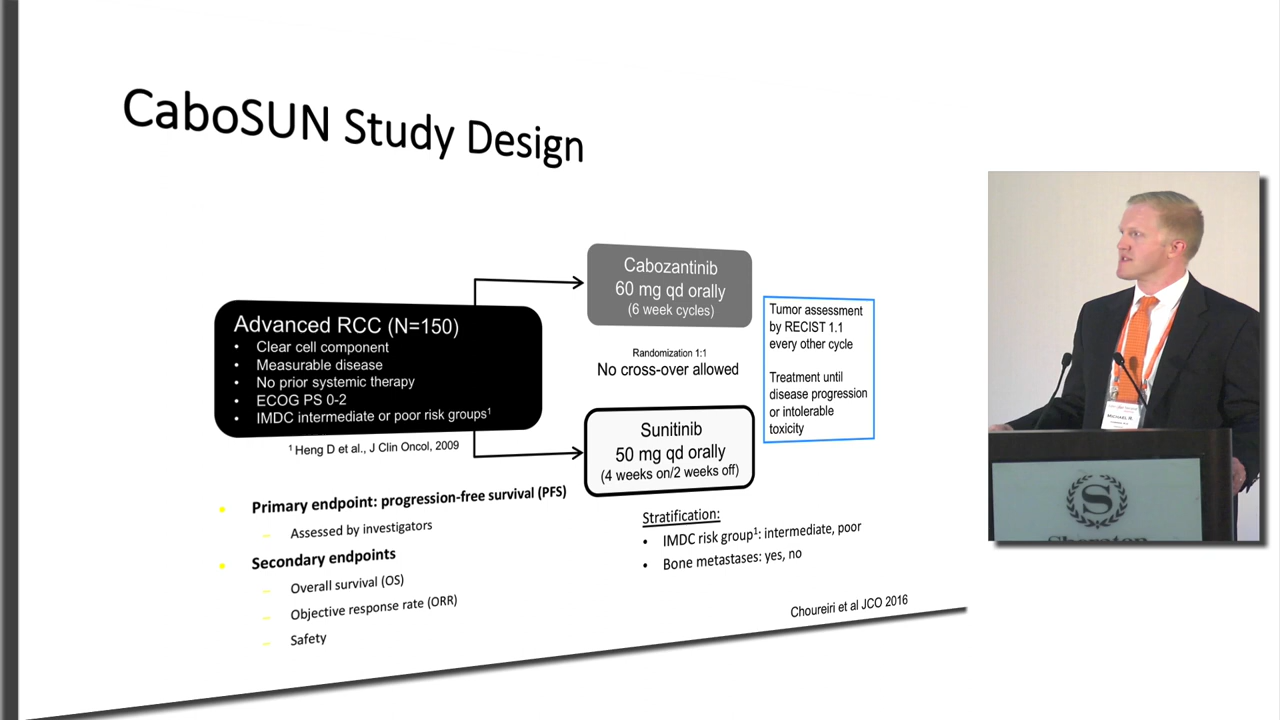 CaboSUN Study Design
Advanced RCC (N=150)
• Clear cell component
• Measurable disease
• No prior systemic therapy
• ECOG PS 0-2
• IMDC intermediate or poor risk groups¹
¹ Heng D et al., J Clin Oncol, 2009
Cabozantinib
60 mg qd orally
(6 week cycles)
Randomization 1:1
No cross-over allowed
Sunitinib
50 mg qd orally
(4 weeks on/2 weeks off)
Tumor assessment
by RECIST 1.1
every other cycle
Treatment until
disease progression
or intolerable
toxicity
• Primary endpoint: progression-free survival (PFS)
– Assessed by investigators
• Secondary endpoints
– Overall survival (OS)
– Objective response rate (ORR)
– Safety
Stratification:
• IMDC risk group¹: intermediate, poor
• Bone metastases: yes, no
Choureiri et al JCO 2016
MICHAEL R.
S
Sheraton